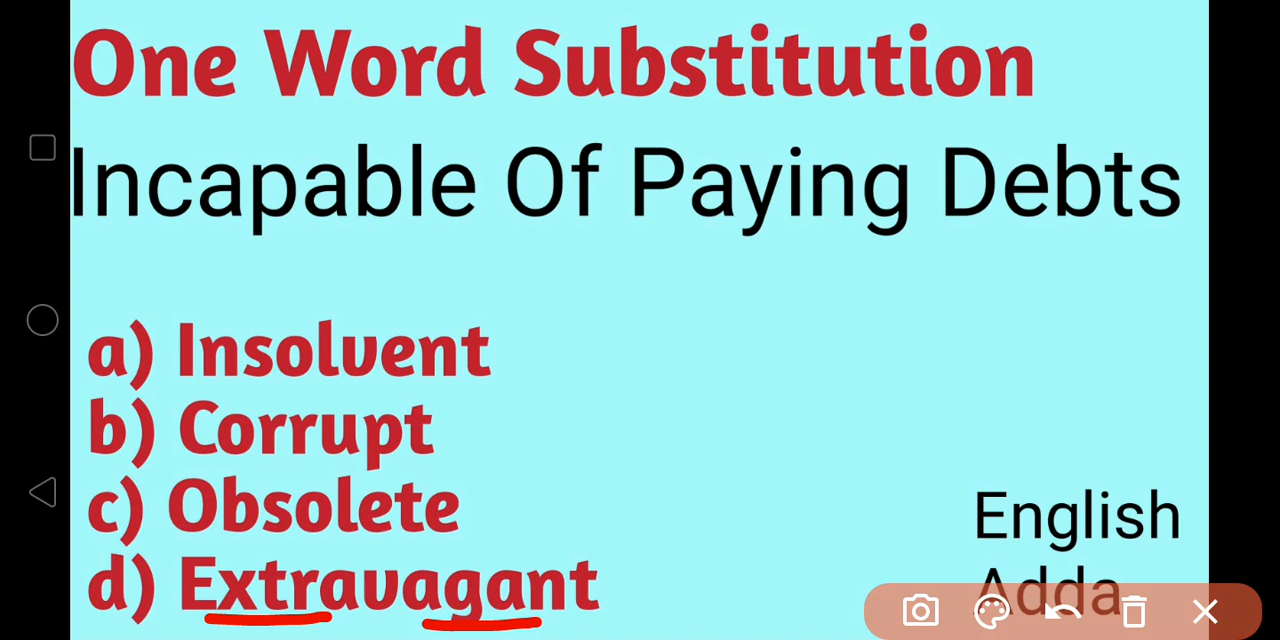 One Word Substitution
Incapable Of Paying Debts
a) Insolvent
b) Corrupt
c) Obsolete
d) Extravagant
English
Adda